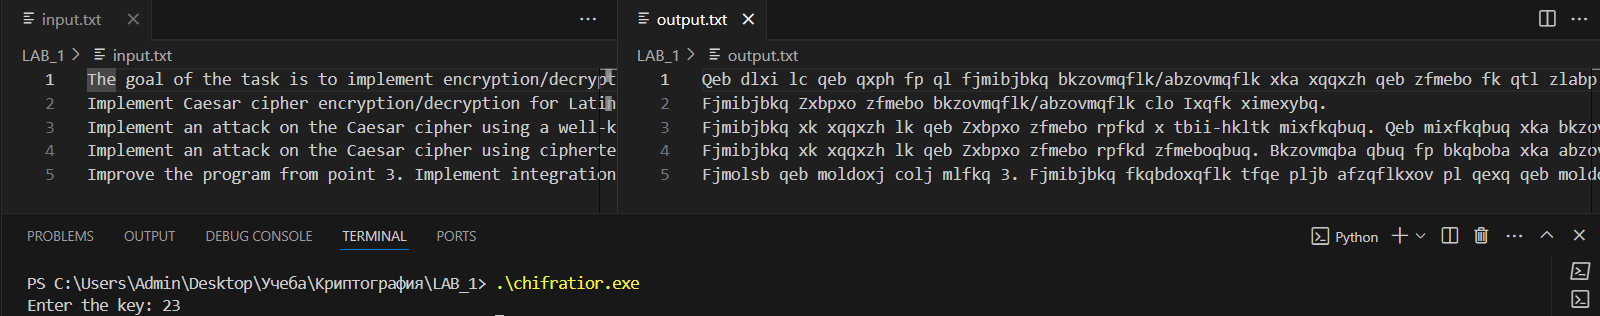 input.txt
output.txt
LAB_1 > input.txt
LAB_1 > output.txt
1 The goal of the task is to implement encryption/decrypt
2 Implement Caesar cipher encryption/decryption for Latin
3 Implement an attack on the Caesar cipher using a well-k
4 Implement an attack on the Caesar cipher using cipherte
5 Improve the program from point 3. Implement integration
1 Qeb dlxi lc qeb qxph fp ql fjmibjbkq bkzovmqflk/abzovmqflk xka xqqxzh qeb zfmebo fk qtl zlabp
2 Fjmibjbkq Zxbpxo zfmebo bkzovmqflk/abzovmqflk clo Ixqfk ximexybq.
3 Fjmibjbkq xk xqqxzh lk qeb Zxbpxo zfmebo rpfkd x tbii-hkltk mixfkqbuq. Qeb mixfkqbuq xka bkzov
4 Fjmibjbkq xk xqqxzh lk qeb Zxbpxo zfmebo rpfkd zfmeboqbuq. Bkzovmqba qbuq fp bkqboba xka abzov
5 Fjmolsb qeb moldoxj colj mlfkq 3. Fjmibjbkq fkqbdoxqflk tfqe pljb afzqflkxov pl qexq qeb moldo
PROBLEMS OUTPUT DEBUG CONSOLE TERMINAL PORTS
Python
PS C:\Users\Admin\Desktop\Учеба\Криптография\LAB_1> .\chifratior.exe
Enter the key: 23